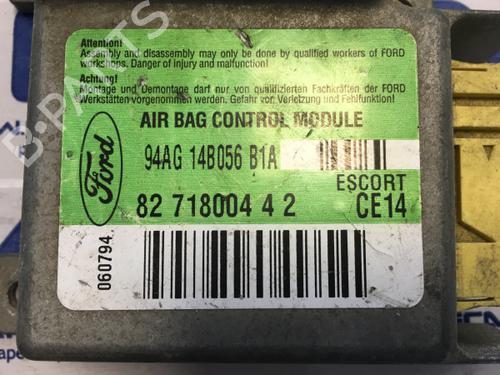 Attention!
Assembly and disassembly may only be done by qualified workers of FORD
workshops. Danger of injury and malfunction!
Achtung!
Montage und Demontage darf nur von qualifizierten Fachkräften der FORD
Werkstätten vorgenommen werden. Gefahr von Verletzung und Fehlfunktion!
Ford
AIR BAG CONTROL MODULE
94AG 14B056 B1A
ESCORT
82 718004 4 2
CE14
060794
B-PARTS